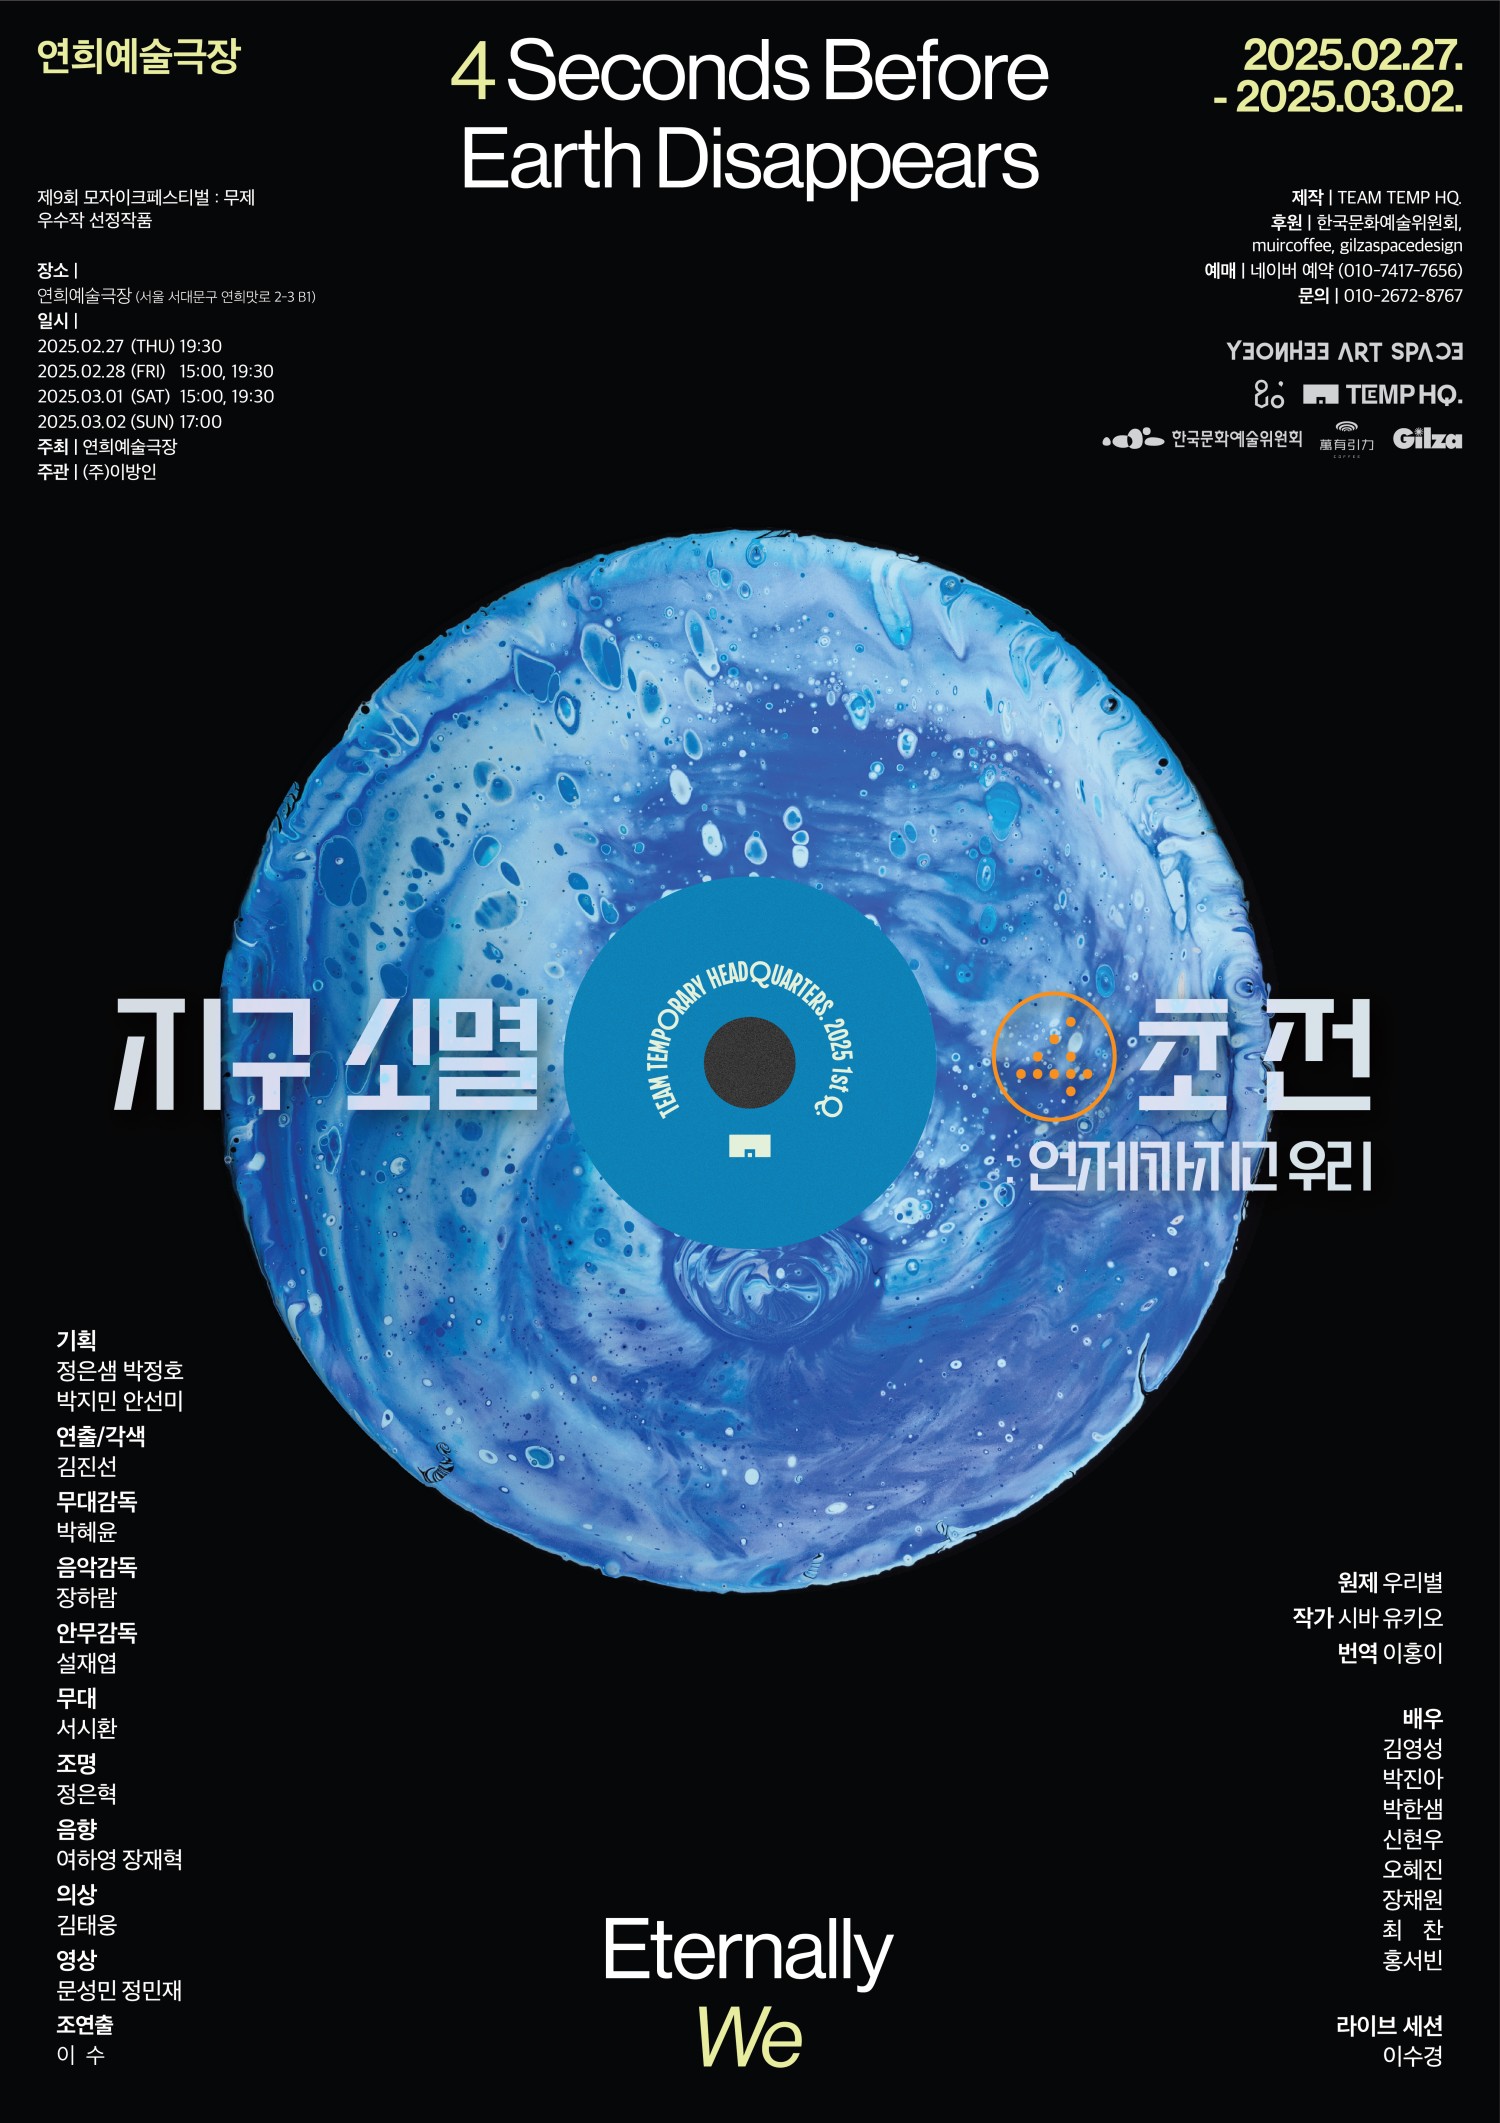 연희예술극장
4 Seconds Before
Earth Disappears
2025.02.27.
- 2025.03.02.
제9회 모자이크페스티벌 : 무제
우수작 선정작품
장소 |
연희예술극장 (서울 서대문구 연희맛로 2-3 B1)
일시 |
2025.02.27 (THU) 19:30
2025.02.28 (FRI) 15:00, 19:30
2025.03.01 (SAT) 15:00, 19:30
2025.03.02 (SUN) 17:00
주최 | 연희예술극장
주관 | (주)이방인
제작 | TEAM TEMP HQ.
후원 | 한국문화예술위원회,
muircoffee, gilzaspacedesign
예매 | 네이버 예약 (010-7417-7656)
문의 | 010-2672-8767
YEONHEE ART SPACE
TEMP HQ.
한국문화예술위원회
萬有引力
COFFEE
Gilza
TEAM TEMPORARY HEADQUARTERS. 2025 1st Q.
지구 소멸 4초 전
: 언제까지고 우리
기획
정은샘 박정호
박지민 안선미
연출/각색
김진선
무대감독
박혜윤
음악감독
장하람
안무감독
설재엽
무대
서시환
조명
정은혁
음향
여하영 장재혁
의상
김태웅
영상
문성민 정민재
조연출
이 수
원제 우리별
작가 시바 유키오
번역 이홍이
배우
김영성
박진아
박한샘
신현우
오혜진
장채원
최 찬
홍서빈
라이브 세션
이수경
Eternally
We